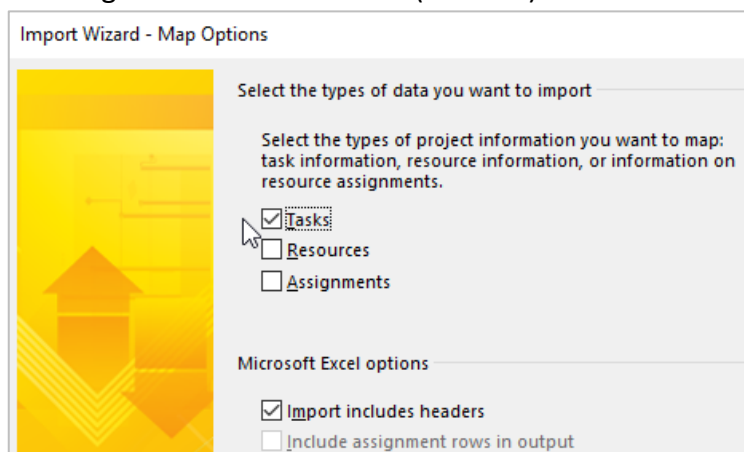 Import Wizard - Map Options
Select the types of data you want to import
Select the types of project information you want to map:
task information, resource information, or information on
resource assignments.
Tasks
Resources
Assignments
Microsoft Excel options
Import includes headers
Include assignment rows in output